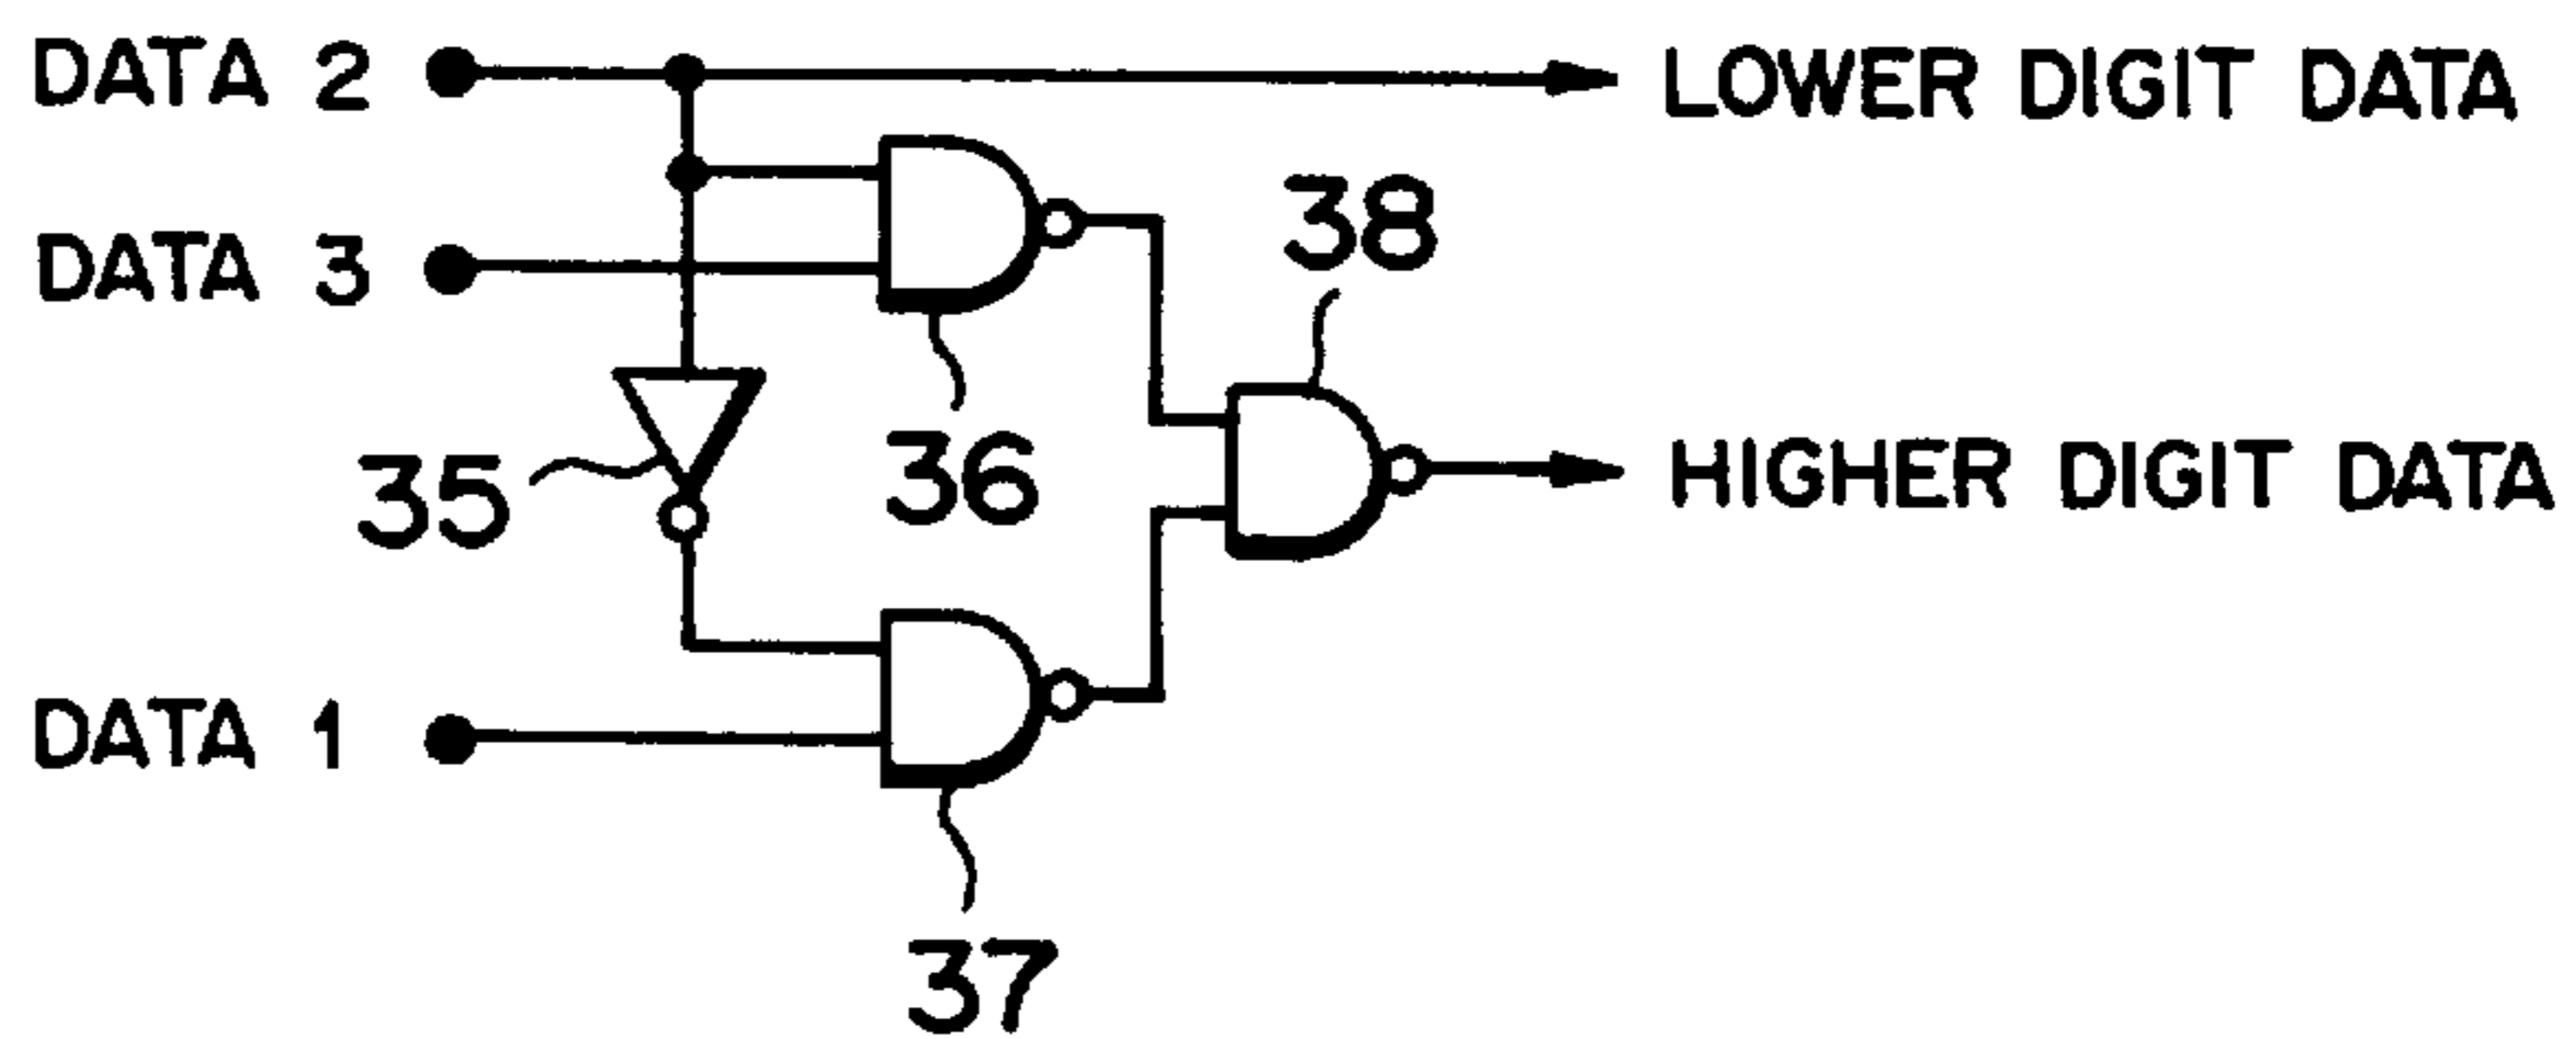 DATA 2
LOWER DIGIT DATA
38
DATA 3
36
35
HIGHER DIGIT DATA
DATA 1
37